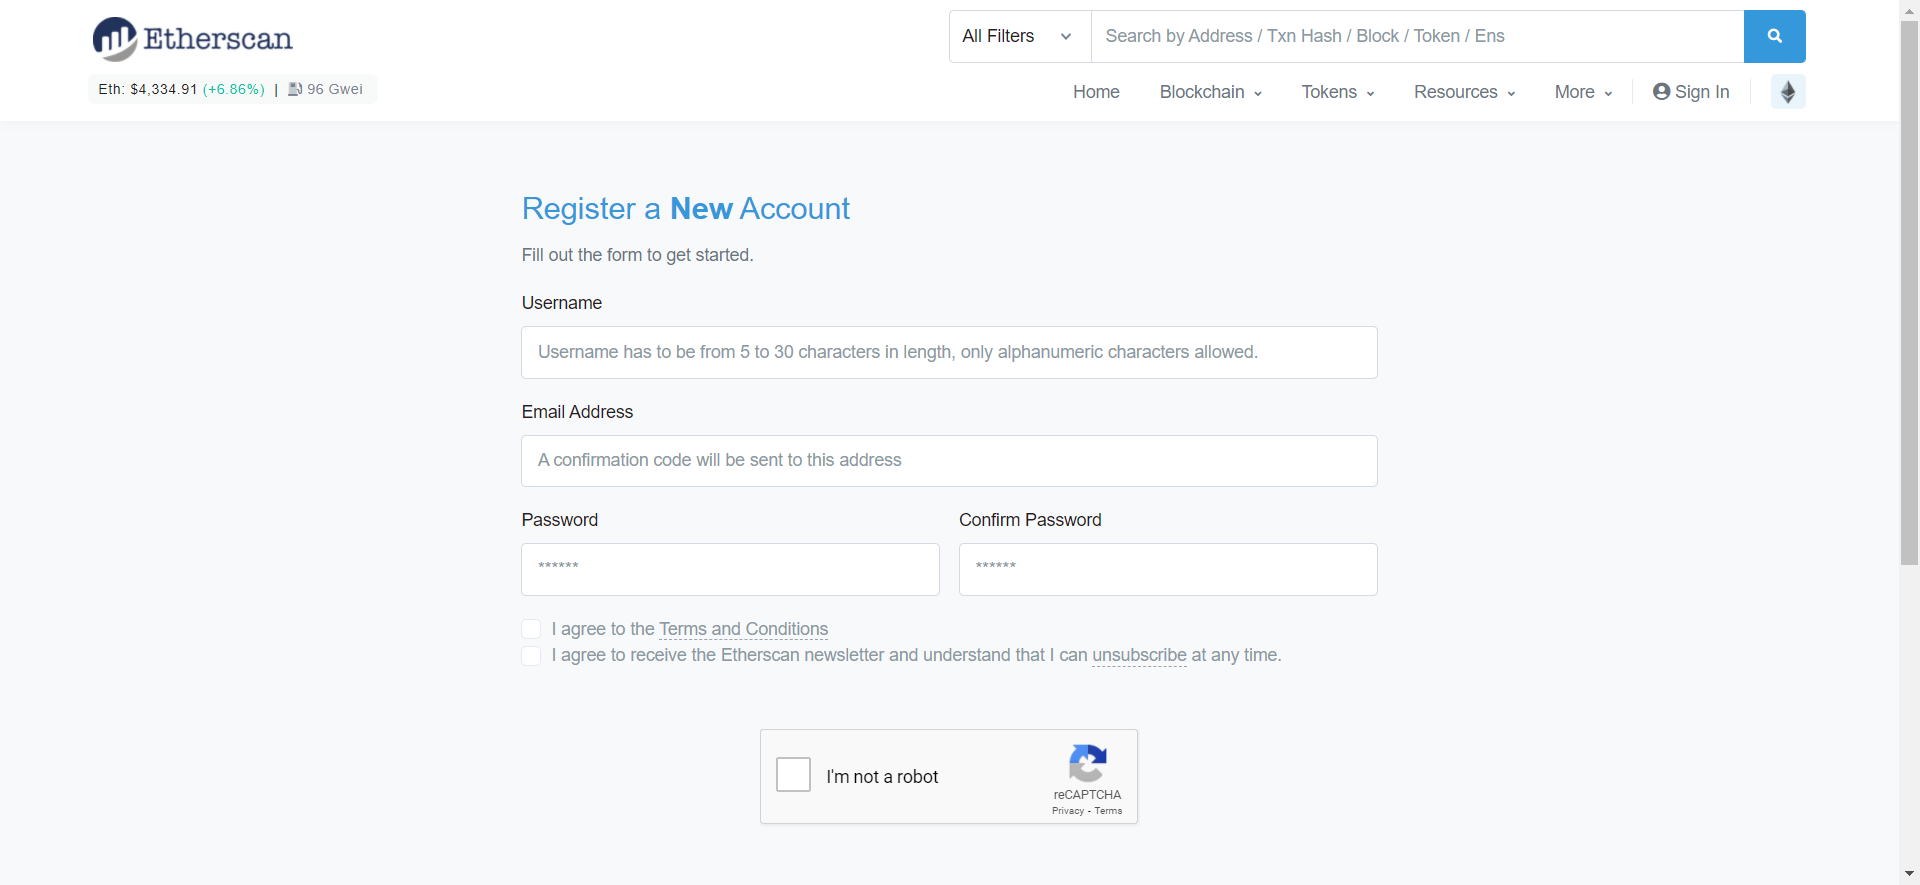 Etherscan
All Filters
Search by Address / Txn Hash / Block / Token / Ens
Eth: $4,334.91 (+6.86%) | 96 Gwei
Home Blockchain Tokens Resources More Sign In
Register a New Account
Fill out the form to get started.
Username
Username has to be from 5 to 30 characters in length, only alphanumeric characters allowed.
Email Address
A confirmation code will be sent to this address
Password Confirm Password
****** ******
I agree to the Terms and Conditions
I agree to receive the Etherscan newsletter and understand that I can unsubscribe at any time.
I'm not a robot
reCAPTCHA
Privacy - Terms